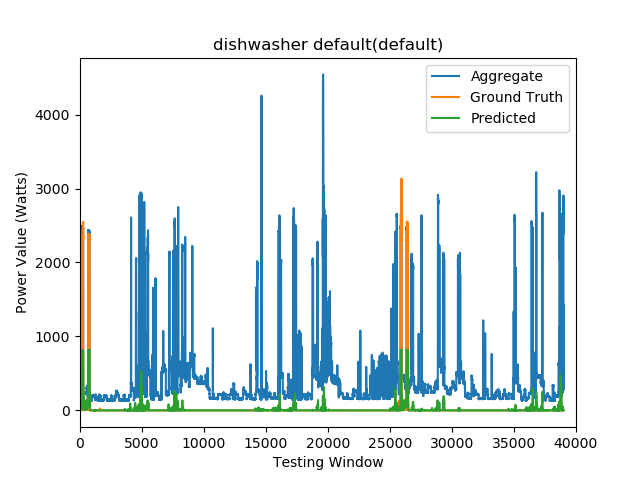 dishwasher default(default)
Aggregate
Ground Truth
Predicted
Power Value (Watts)
4000
3000
2000
1000
0
0 5000 10000 15000 20000 25000 30000 35000 40000
Testing Window